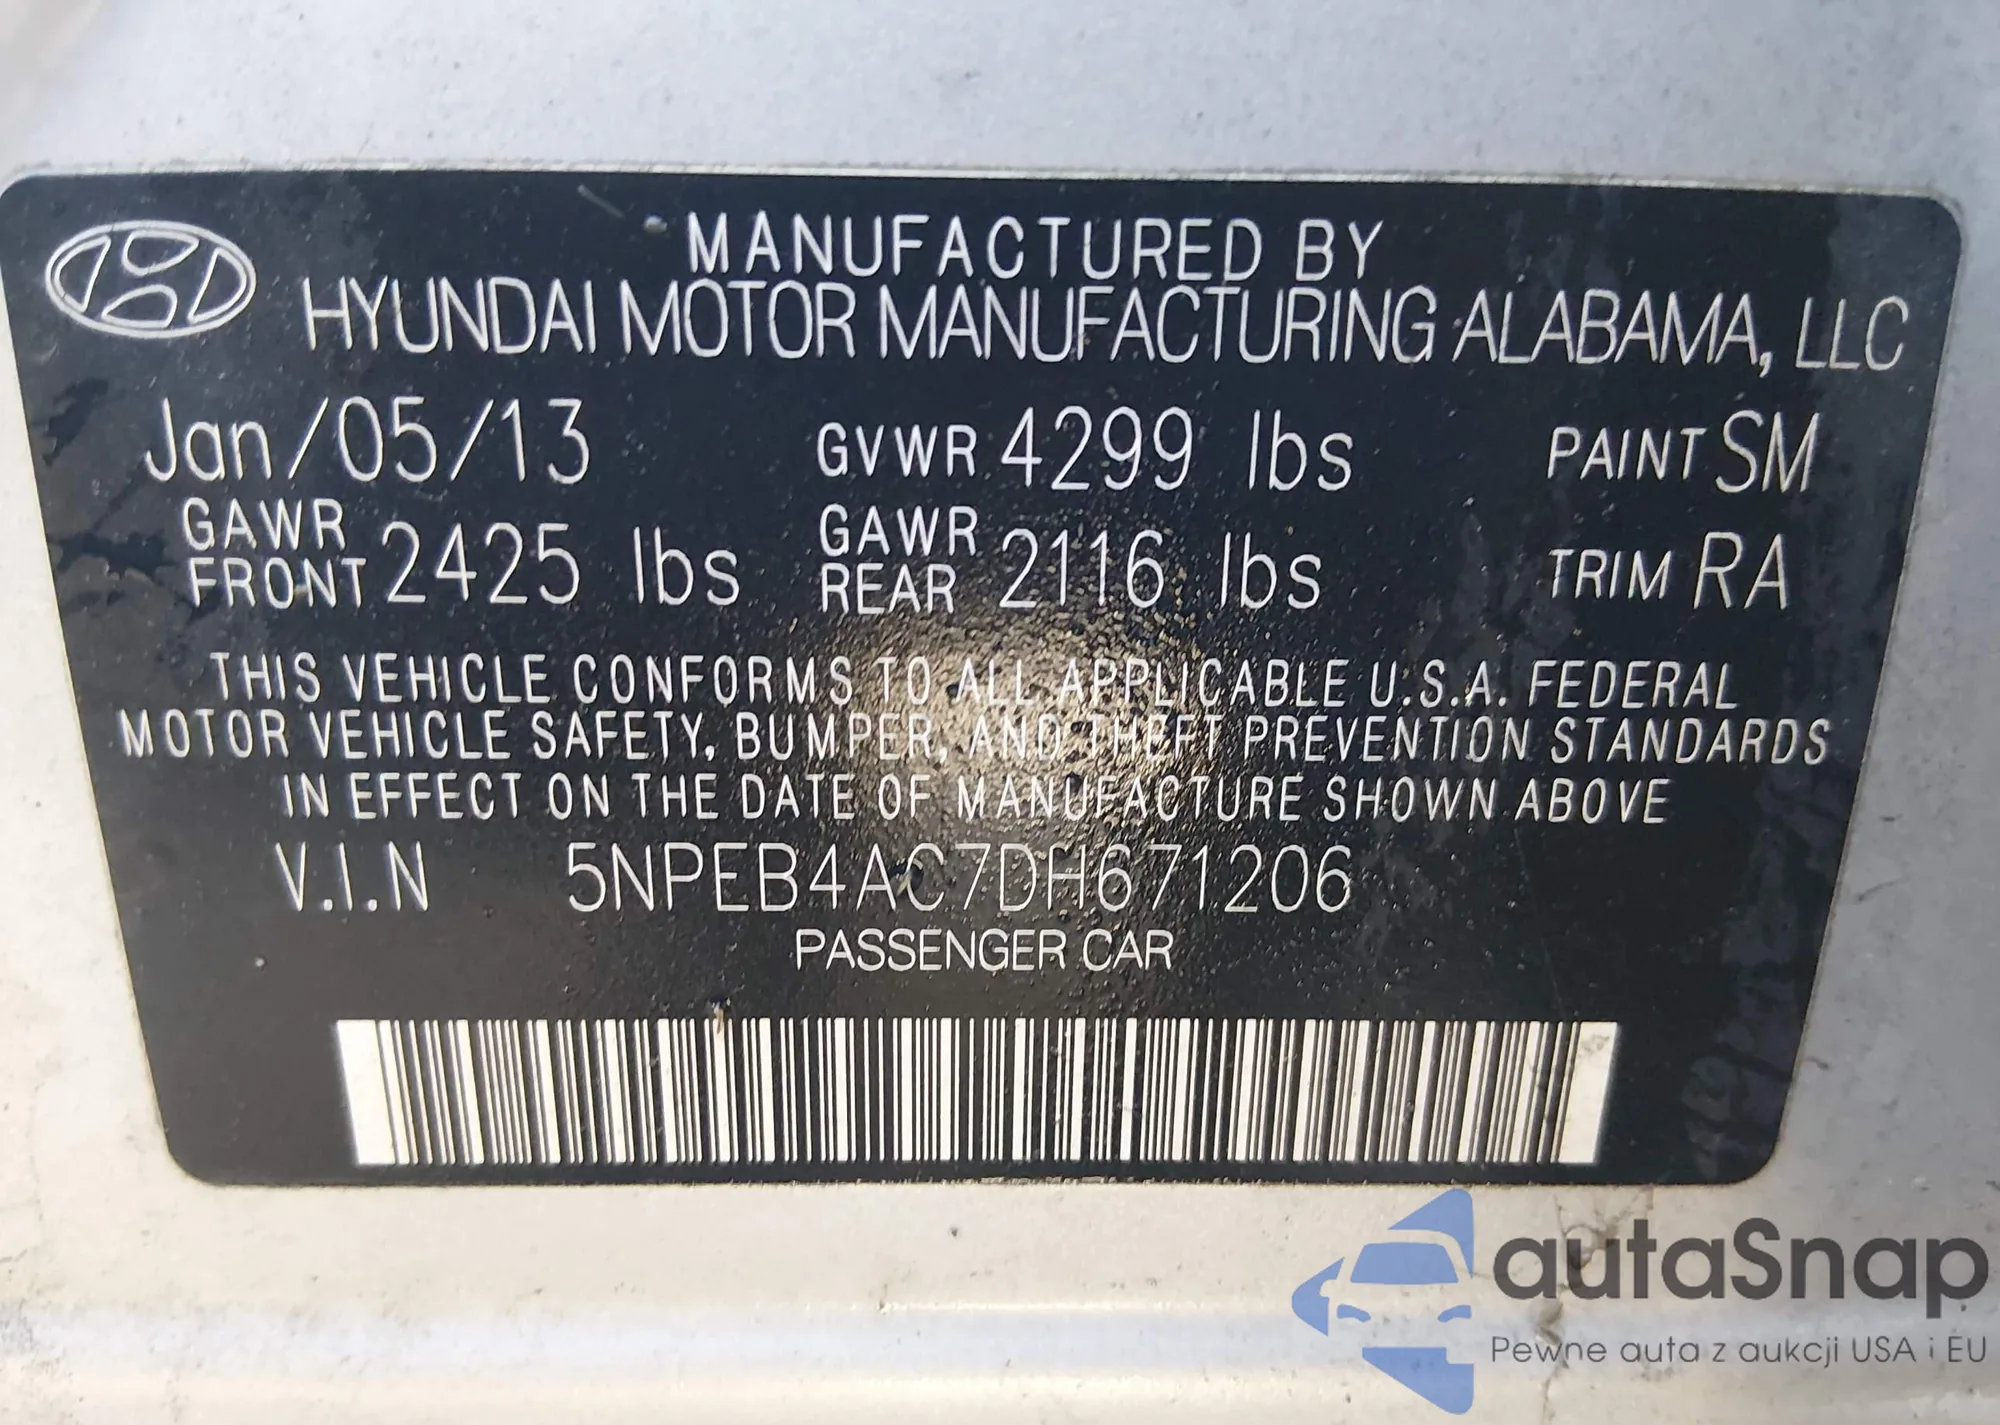 MANUFACTURED BY
HYUNDAI MOTOR MANUFACTURING ALABAMA, LLC
Jan/05/13 GVWR 4299 lbs PAINT SM
GAWR FRONT 2425 lbs GAWR REAR 2116 lbs TRIM RA
THIS VEHICLE CONFORMS TO ALL APPLICABLE U.S.A. FEDERAL
MOTOR VEHICLE SAFETY, BUMPER, AND THEFT PREVENTION STANDARDS
IN EFFECT ON THE DATE OF MANUFACTURE SHOWN ABOVE
V.I.N 5NPEB4AC7DH671206
PASSENGER CAR
autaSnap
Pewne auta z aukcji USA i EU